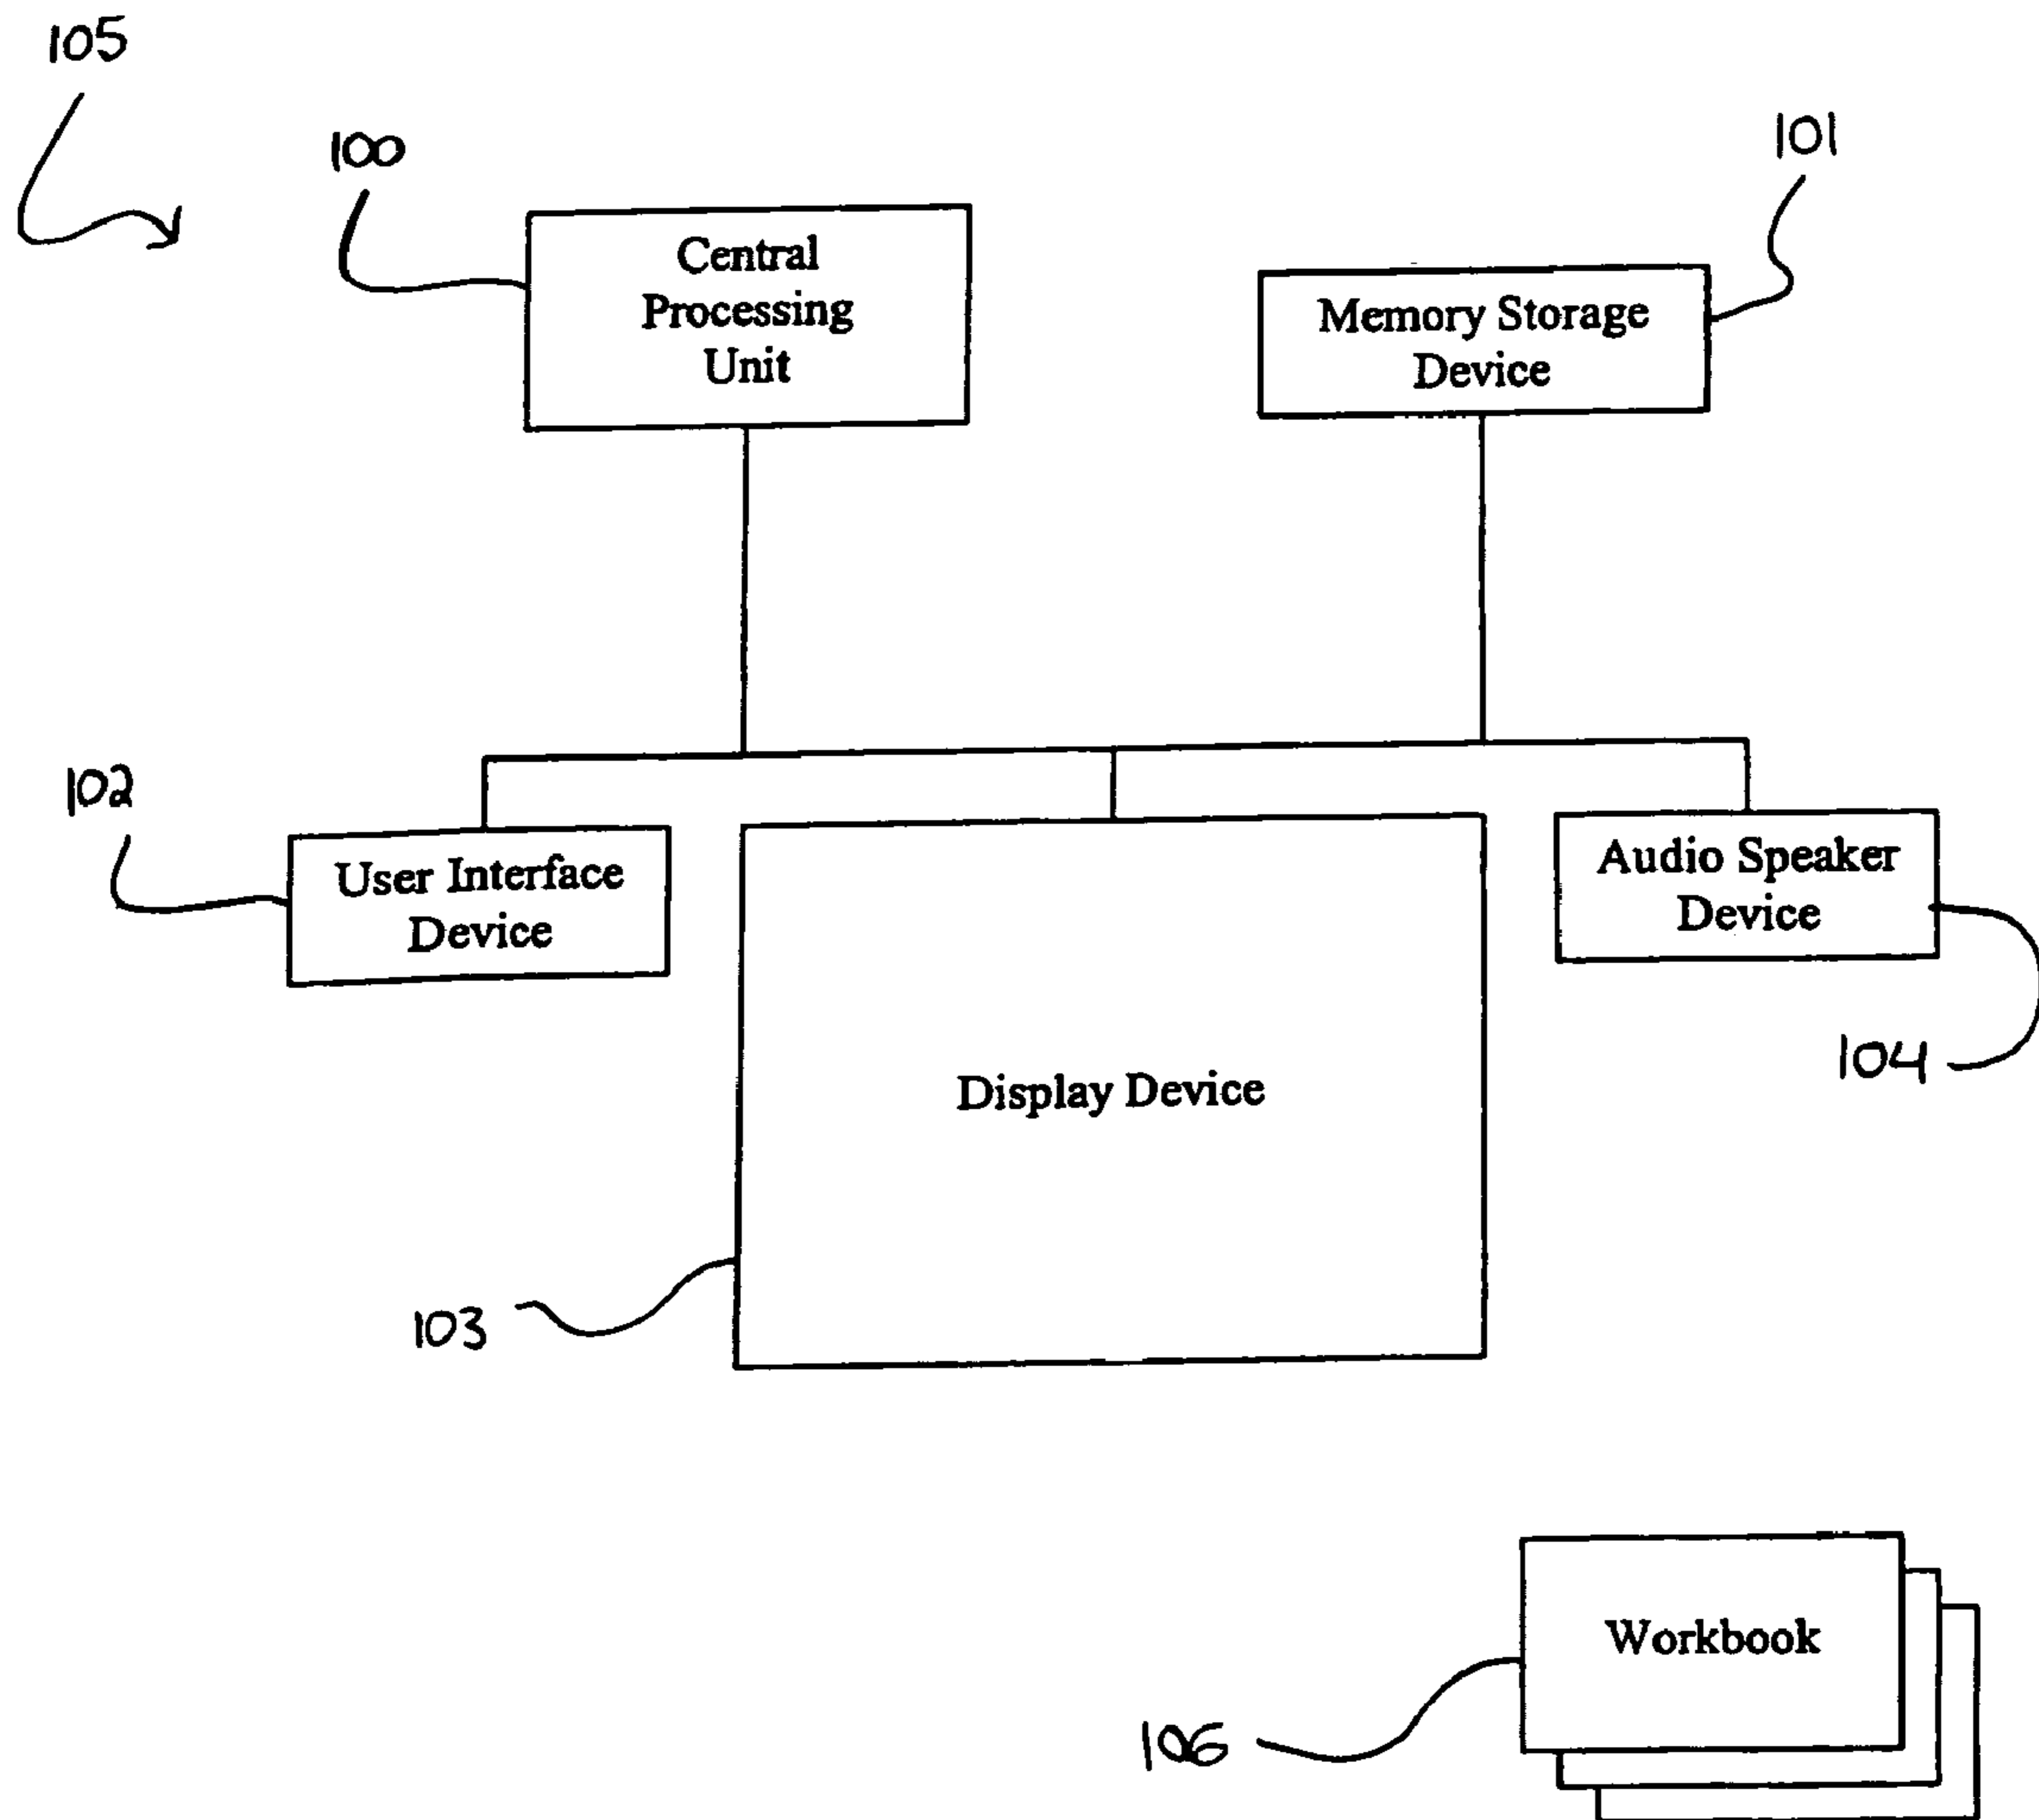 105
100
101
Central
Processing
Unit
Memory Storage
Device
102
User Interface
Device
Audio Speaker
Device
104
Display Device
103
Workbook
106